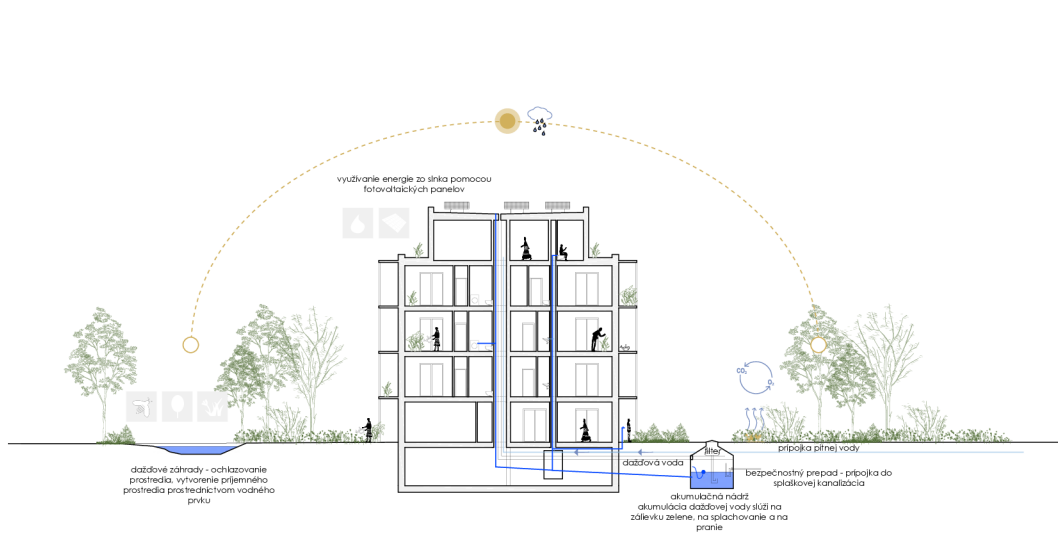 využívanie energie zo slnka pomocou
fotovoltaických panelov
CO₂
O₂
prípojka pitnej vody
filter
dažďová voda
bezpečnostný prepad - prípojka do
splaškovej kanalizácia
dažďové záhrady - ochlazovanie
prostredia, vytvorenie príjemného
prostredia prostredníctvom vodného
prvku
akumulačná nádrž
akumulácia dažďovej vody slúži na
zálievku zelene, na splachovanie a na
pranie